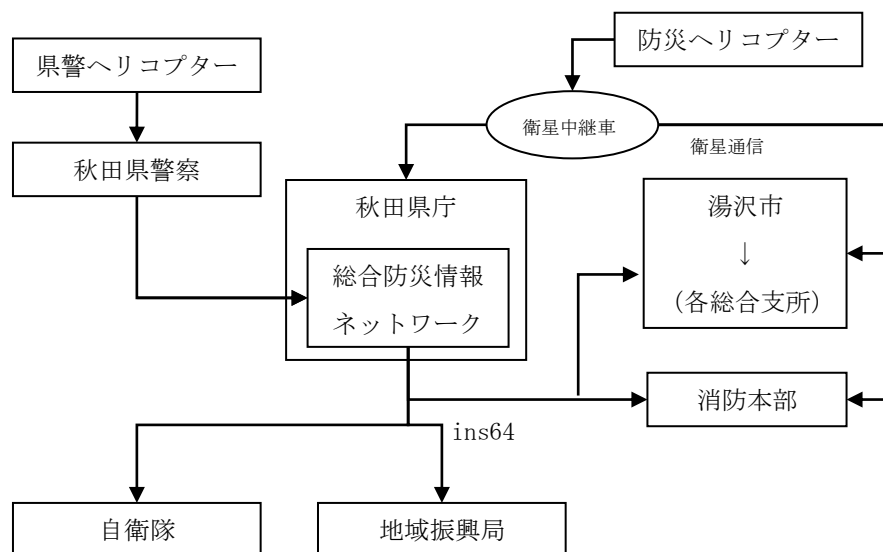 防災ヘリコプター
県警ヘリコプター
衛星中継車
衛星通信
秋田県警察
秋田県庁
湯沢市
↓
(各総合支所)
総合防災情報
ネットワーク
消防本部
ins64
自衛隊
地域振興局